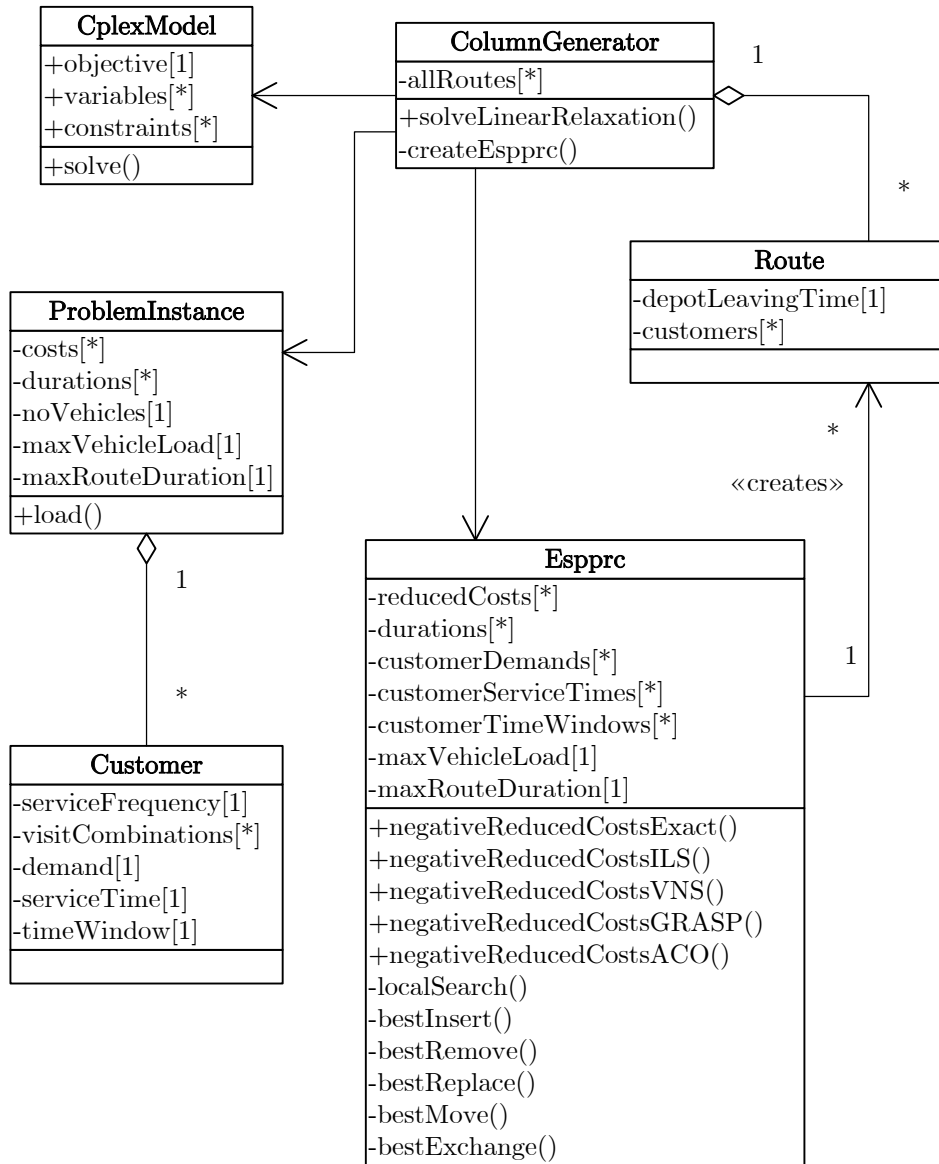 CplexModel
+objective[1]
+variables[*]
+constraints[*]
+solve()
ColumnGenerator
-allRoutes[*]
+solveLinearRelaxation()
-createEspprc()
1
*
Route
-depotLeavingTime[1]
-customers[*]
ProblemInstance
-costs[*]
-durations[*]
-noVehicles[1]
-maxVehicleLoad[1]
-maxRouteDuration[1]
+load()
1
*
*
«creates»
1
Customer
-serviceFrequency[1]
-visitCombinations[*]
-demand[1]
-serviceTime[1]
-timeWindow[1]
Espprc
-reducedCosts[*]
-durations[*]
-customerDemands[*]
-customerServiceTimes[*]
-customerTimeWindows[*]
-maxVehicleLoad[1]
-maxRouteDuration[1]
+negativeReducedCostsExact()
+negativeReducedCostsILS()
+negativeReducedCostsVNS()
+negativeReducedCostsGRASP()
+negativeReducedCostsACO()
-localSearch()
-bestInsert()
-bestRemove()
-bestReplace()
-bestMove()
-bestExchange()